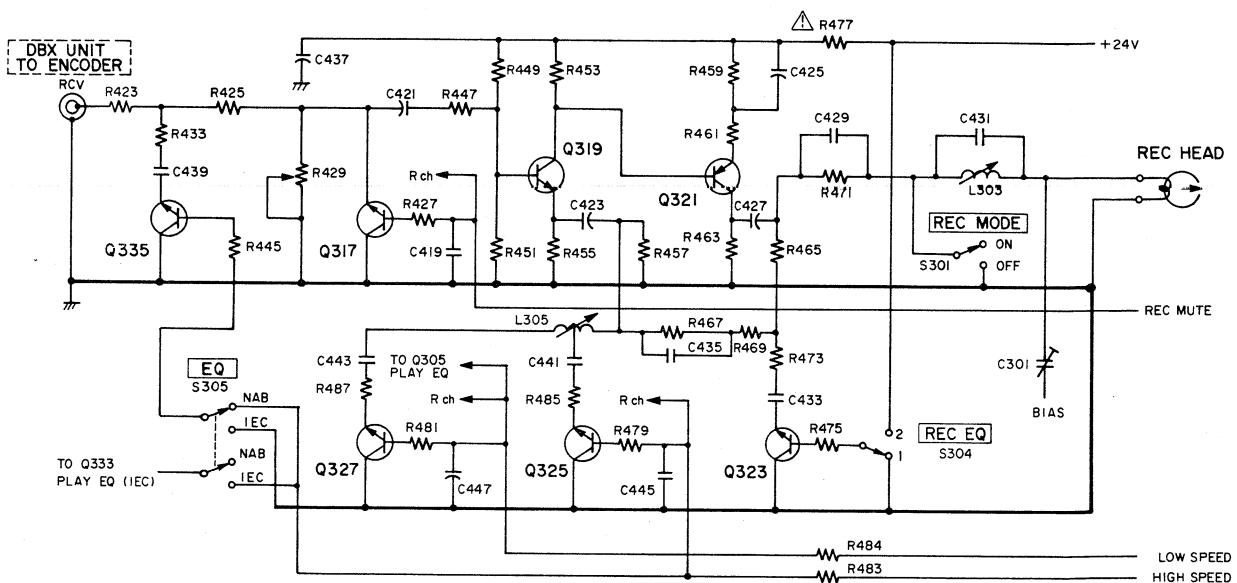 DBX UNIT
TO ENCODER
RCV
R423
R425
R433
C439
Q335
R445
R429
C437
C421
R447
R449
R453
Q319
R427
R ch
C419
Q317
R451
R455
C423
R457
R459
C425
R461
Q321
C427
R463
R465
R477
+24V
C429
R471
C431
L303
REC HEAD
REC MODE
S301
ON
OFF
REC MUTE
L305
R467
C435
R469
R473
C433
Q323
R475
REC EQ
S304
2
1
C301
BIAS
C443
R487
Q327
R481
C447
TO Q305
PLAY EQ
R ch
C441
R485
Q325
R479
C445
R ch
EQ
S305
NAB
IEC
NAB
IEC
TO Q333
PLAY EQ (IEC)
R484
LOW SPEED
R483
HIGH SPEED